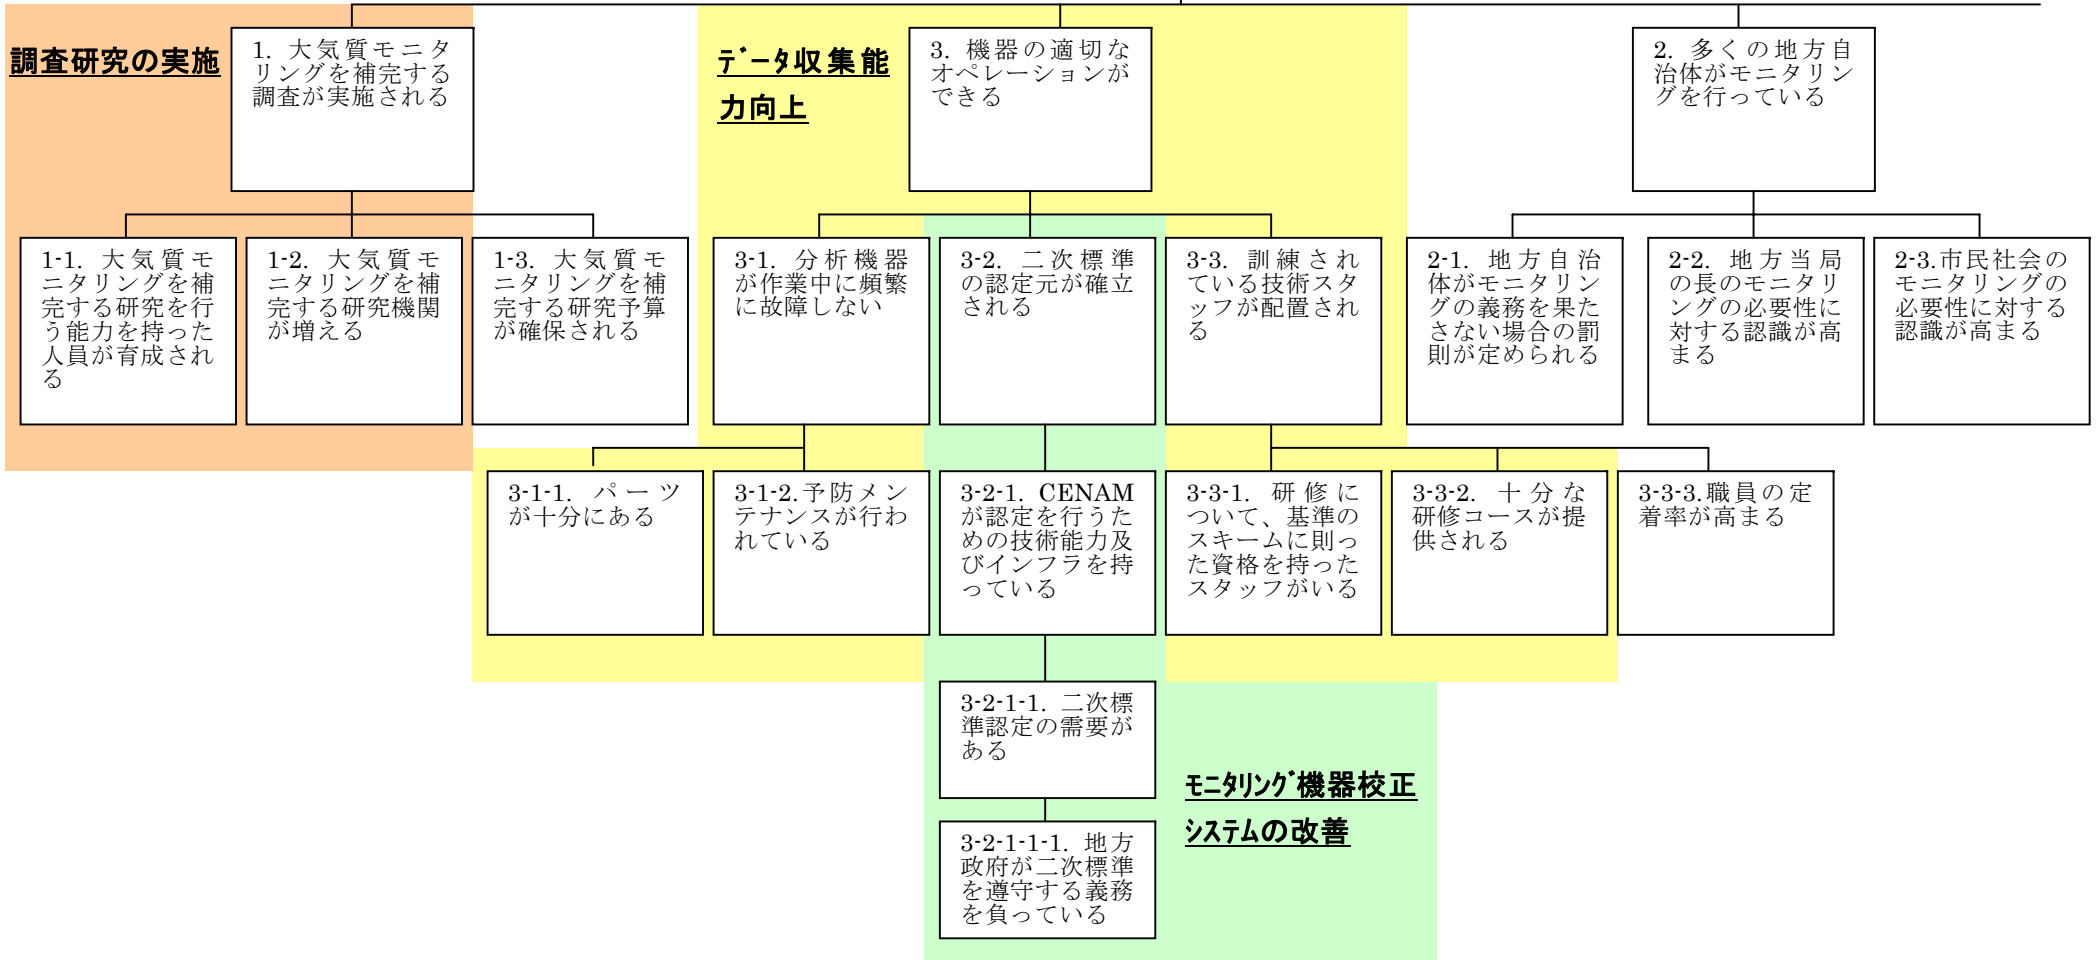 調査研究の実施
1. 大気質モニタ
リングを補完する
調査が実施される
ﾃﾞｰﾀ収集能
力向上
3. 機器の適切な
オペレーションが
できる
2. 多くの地方自
治体がモニタリン
グを行っている
1-1. 大気質モ
ニタリングを補
完する研究を行
う能力を持った
人員が育成され
る
1-2. 大気質モ
ニタリングを補
完する研究機関
が増える
1-3. 大気質モ
ニタリングを補
完する研究予算
が確保される
3-1. 分析機器
が作業中に頻繁
に故障しない
3-2. 二次標準
の認定元が確立
される
3-3. 訓練され
ている技術スタ
ッフが配置され
る
2-1. 地方自治
体がモニタリン
グの義務を果た
さない場合の罰
則が定められる
2-2. 地方当局
の長のモニタリ
ングの必要性に
対する認識が高
まる
2-3.市民社会の
モニタリングの
必要性に対する
認識が高まる
3-1-1. パーツ
が十分にある
3-1-2.予防メン
テナンスが行わ
れている
3-2-1. CENAM
が認定を行うた
めの技術能力及
びインフラを持
っている
3-3-1. 研修に
ついて、基準の
スキームに則っ
た資格を持った
スタッフがいる
3-3-2. 十分な
研修コースが提
供される
3-3-3.職員の定
着率が高まる
3-2-1-1. 二次標
準認定の需要が
ある
ﾓﾆﾀﾘﾝｸﾞ機器校正
ｼｽﾃﾑの改善
3-2-1-1-1. 地方
政府が二次標準
を遵守する義務
を負っている